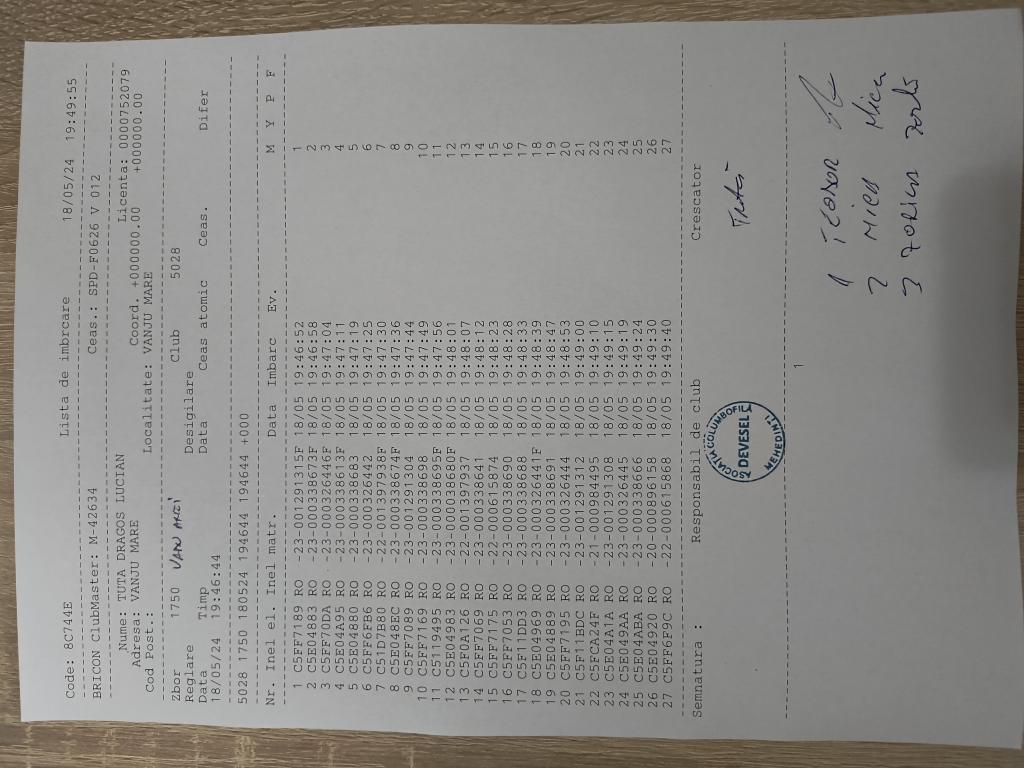 Code: 8C744E Lista de imbrcare 18/05/24 19:49:55
BRICON ClubMaster: M-42634 Ceas.: SPD-F0626 V 012
Nume: TUTA DRAGOS LUCIAN Licenta: 0000752079
Adresa: VANJU MARE Coord. +000000.00 +000000.00
Cod Post.: Localitate: VANJU MARE
Zbor 1750 VANJ MARE Club 5028
Reglare Desigilare
Data Timp Data Ceas atomic Ceas. Difer
18/05/24 19:46:44
5028 1750 180524 194644 194644 +000
Nr. Inel el. Inel matr. Data Imbarc Ev. M Y P F
1 C5FF7189 RO -23-001291315F 18/05 19:46:52 1
2 C5E04883 RO -23-000338673F 18/05 19:46:58 2
3 C5FF70DA RO -23-000326446F 18/05 19:47:04 3
4 C5E04A95 RO -23-000338613F 18/05 19:47:11 4
5 C5E04880 RO -23-000338683 18/05 19:47:19 5
6 C5FF6FB6 RO -23-000326442 18/05 19:47:25 6
7 C51D7B80 RO -22-001397938F 18/05 19:47:30 7
8 C5E048EC RO -23-000338674F 18/05 19:47:36 8
9 C5FF7089 RO -23-001291304 18/05 19:47:44 9
10 C5FF7169 RO -23-000338698 18/05 19:47:49 10
11 C5119495 RO -23-000338695F 18/05 19:47:56 11
12 C5E04983 RO -23-000338680F 18/05 19:48:01 12
13 C5F0A126 RO -22-001397937 18/05 19:48:07 13
14 C5FF7069 RO -23-000338641 18/05 19:48:12 14
15 C5FF7175 RO -22-000615874 18/05 19:48:23 15
16 C5FF7053 RO -23-000338690 18/05 19:48:28 16
17 C5F11DD3 RO -23-000338688 18/05 19:48:33 17
18 C5E04969 RO -23-000326441F 18/05 19:48:39 18
19 C5E04889 RO -23-000338691 18/05 19:48:47 19
20 C5FF7195 RO -23-000326444 18/05 19:48:53 20
21 C5F11BDC RO -23-001291312 18/05 19:49:00 21
22 C5FCA24F RO -21-000984495 18/05 19:49:10 22
23 C5E04A1A RO -23-001291308 18/05 19:49:15 23
24 C5E049AA RO -23-000326445 18/05 19:49:19 24
25 C5E04ABA RO -23-000338666 18/05 19:49:24 25
26 C5E04920 RO -20-000896158 18/05 19:49:30 26
27 C5FF6F9C RO -22-000615868 18/05 19:49:40 27
Semnatura : Responsabil de club Crescator
SOCIATIA COLUMBOFILA
2 DEVESEL
MEHEDINTI
1
1
2
3